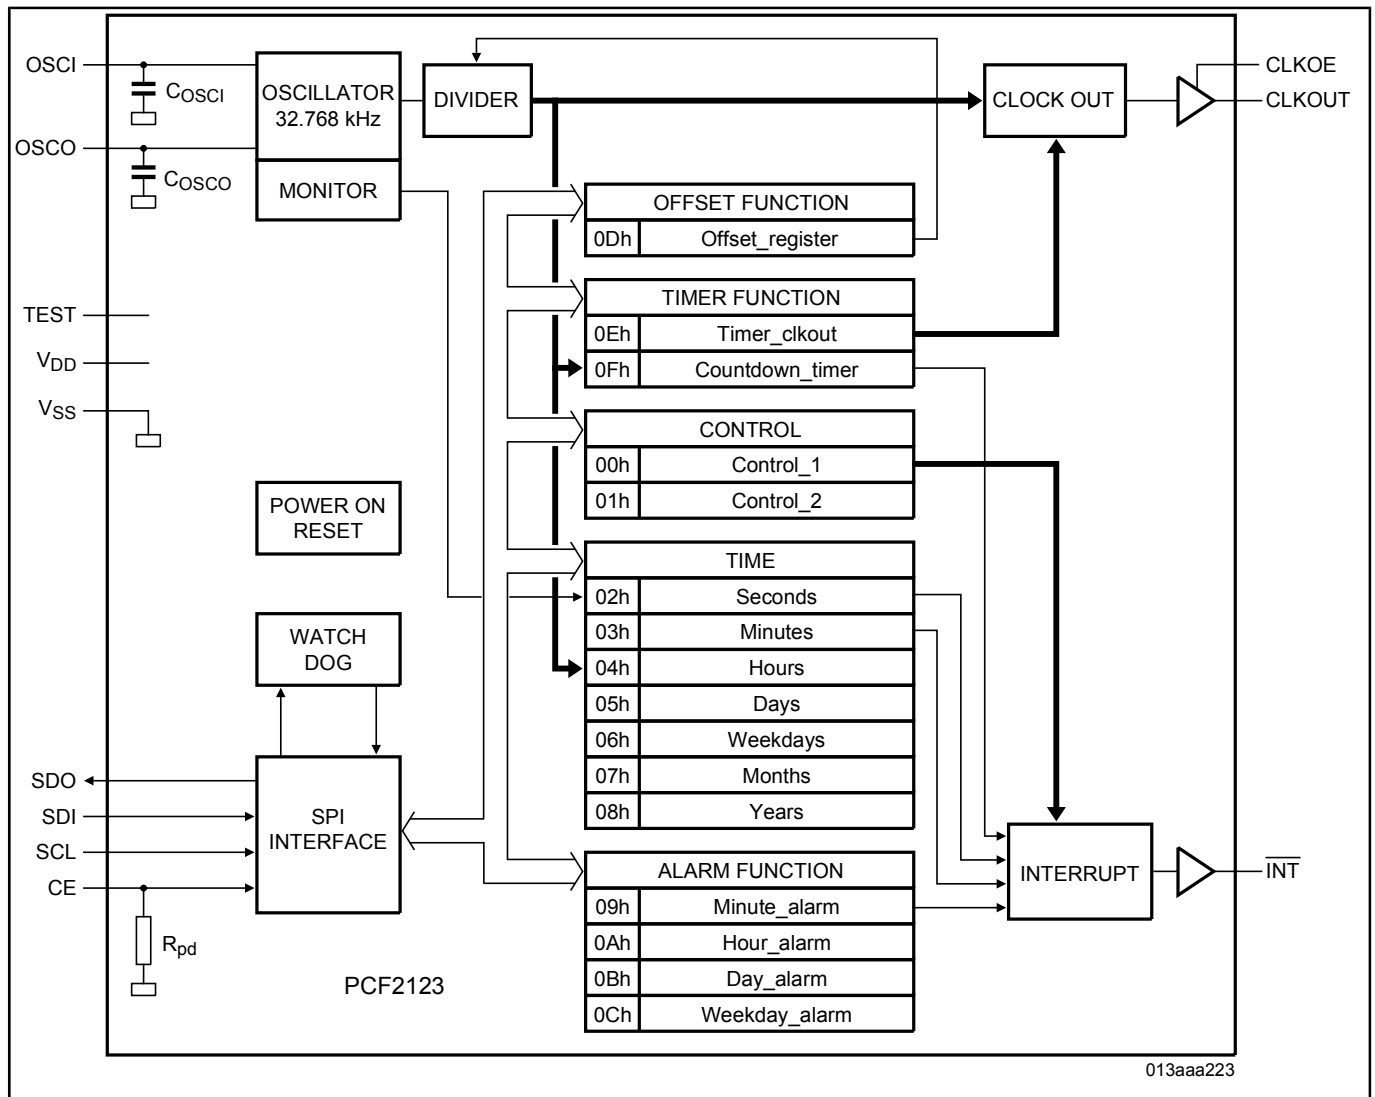 OSCI
C_OSCI
OSCO
C_OSCO
OSCILLATOR
32.768 kHz
MONITOR
DIVIDER
CLOCK OUT
CLKOE
CLKOUT
OFFSET FUNCTION
0Dh Offset_register
TIMER FUNCTION
0Eh Timer_clkout
0Fh Countdown_timer
TEST
VDD
VSS
CONTROL
00h Control_1
01h Control_2
POWER ON
RESET
TIME
02h Seconds
03h Minutes
04h Hours
05h Days
06h Weekdays
07h Months
08h Years
WATCH
DOG
SDO
SDI
SCL
CE
SPI
INTERFACE
Rpd
ALARM FUNCTION
09h Minute_alarm
0Ah Hour_alarm
0Bh Day_alarm
0Ch Weekday_alarm
INTERRUPT
INT
PCF2123
013aaa223